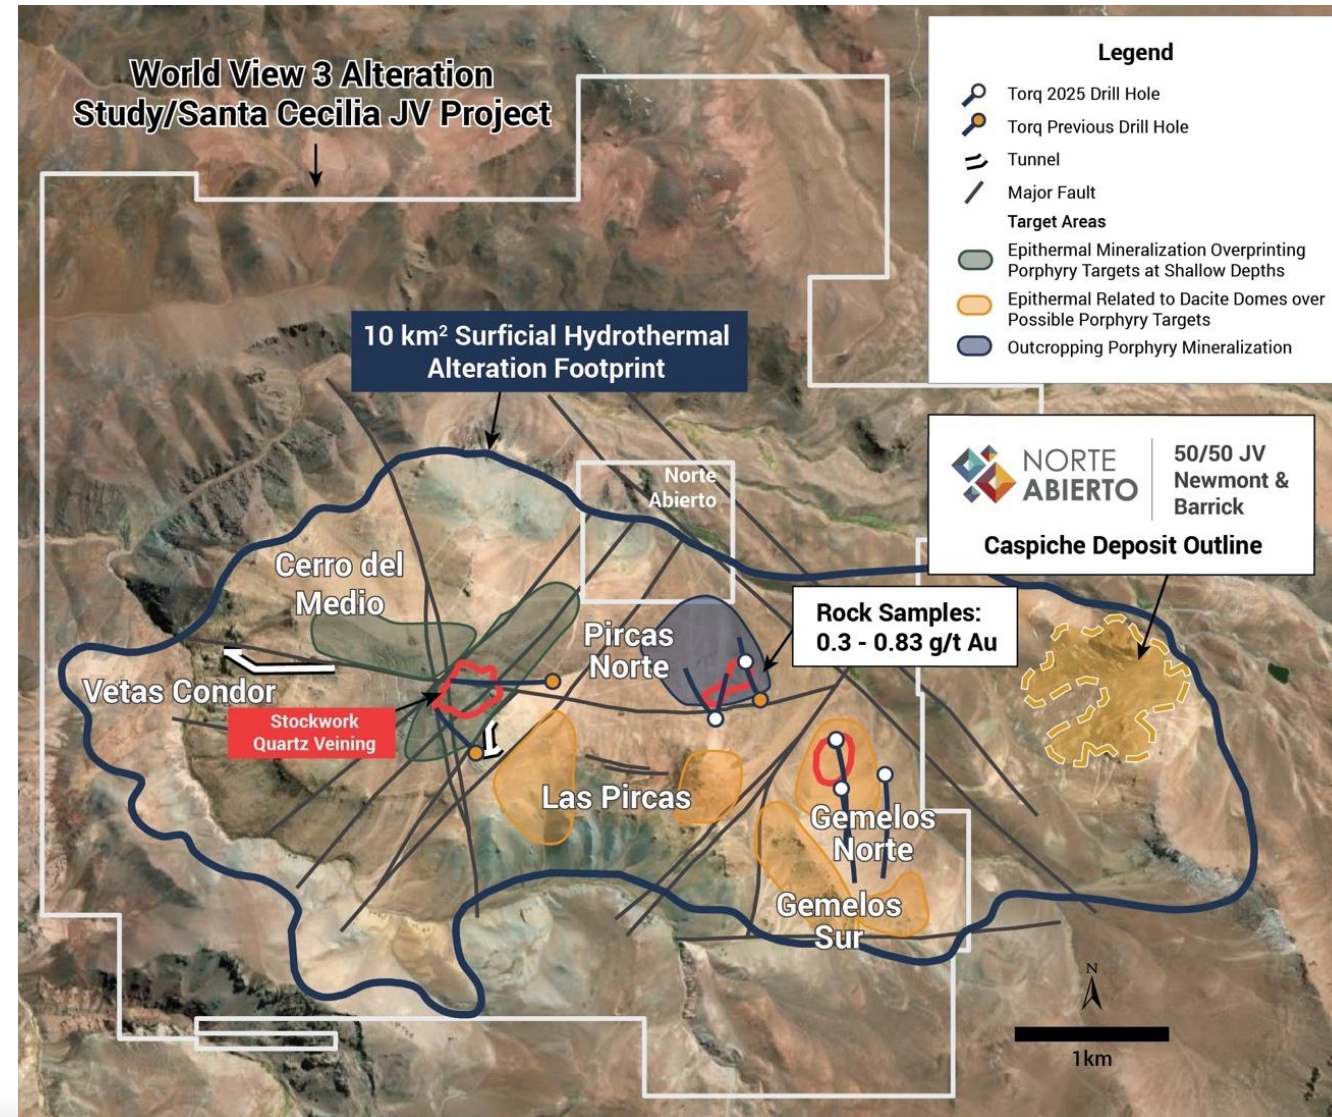 World View 3 Alteration
Study/Santa Cecilia JV Project
Legend
Torq 2025 Drill Hole
Torq Previous Drill Hole
Tunnel
Major Fault
Target Areas
Epithermal Mineralization Overprinting
Porphyry Targets at Shallow Depths
Epithermal Related to Dacite Domes over
Possible Porphyry Targets
Outcropping Porphyry Mineralization
10 km² Surficial Hydrothermal
Alteration Footprint
NORTE
ABIERTO
50/50 JV
Newmont &
Barrick
Caspiche Deposit Outline
Norte
Abierto
Cerro del
Medio
Pircas
Norte
Rock Samples:
0.3 - 0.83 g/t Au
Vetas Condor
Stockwork
Quartz Veining
Las Pircas
Gemelos
Norte
Gemelos
Sur
N
1km